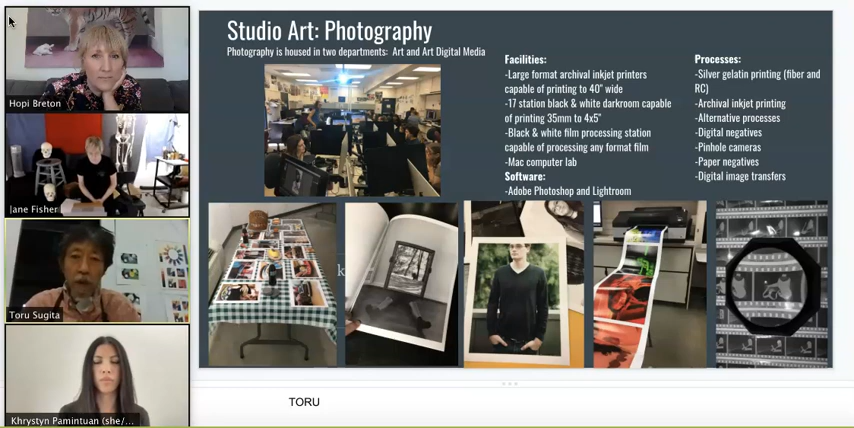 Hopi Breton
Jane Fisher
Toru Sugita
Khrystyn Pamintuan (she/...
Studio Art: Photography
Photography is housed in two departments: Art and Art Digital Media
Facilities:
-Large format archival inkjet printers
capable of printing to 40" wide
-17 station black & white darkroom capable
of printing 35mm to 4x5"
-Black & white film processing station
capable of processing any format film
-Mac computer lab
Software:
-Adobe Photoshop and Lightroom
Processes:
-Silver gelatin printing (fiber and
RC)
-Archival inkjet printing
-Alternative processes
-Digital negatives
-Pinhole cameras
-Paper negatives
-Digital image transfers
k
TORU